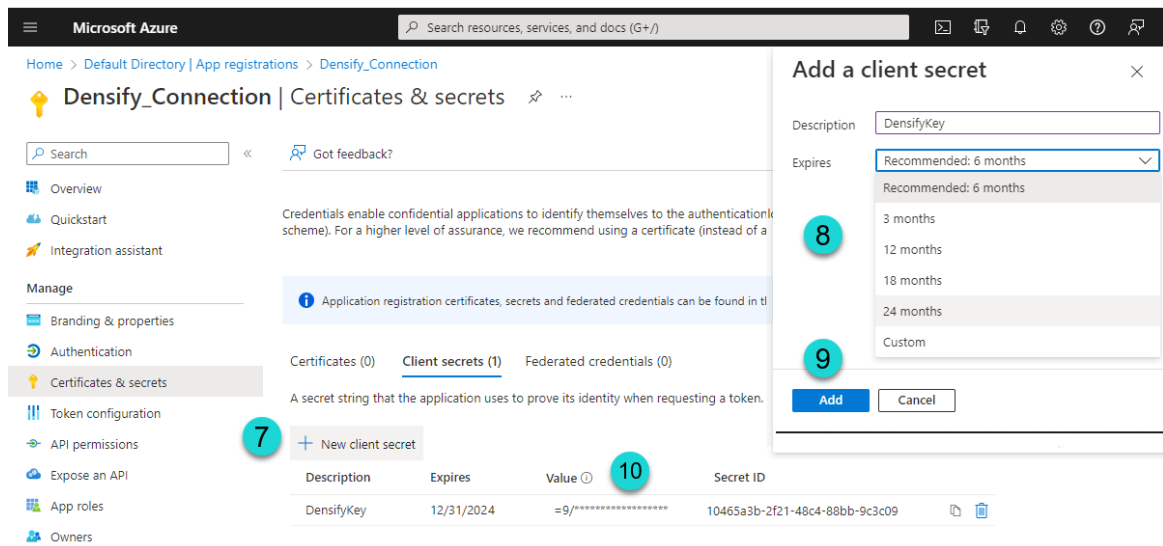 Microsoft Azure
Search resources, services, and docs (G+/)
Home > Default Directory | App registrations > Densify_Connection
Densify_Connection | Certificates & secrets
Search
Overview
Quickstart
Integration assistant
Manage
Branding & properties
Authentication
Certificates & secrets
Token configuration
API permissions
Expose an API
App roles
Owners
Got feedback?
Credentials enable confidential applications to identify themselves to the authentication
scheme). For a higher level of assurance, we recommend using a certificate (instead of a
Application registration certificates, secrets and federated credentials can be found in
Certificates (0) Client secrets (1) Federated credentials (0)
A secret string that the application uses to prove its identity when requesting a token.
7
New client secret
10
Description Expires Value Secret ID
DensifyKey 12/31/2024 =9/****************** 10465a3b-2f21-48c4-88bb-9c3c09
Add a client secret
Description DensifyKey
Expires Recommended: 6 months
Recommended: 6 months
3 months
8
12 months
18 months
24 months
Custom
9
Add Cancel